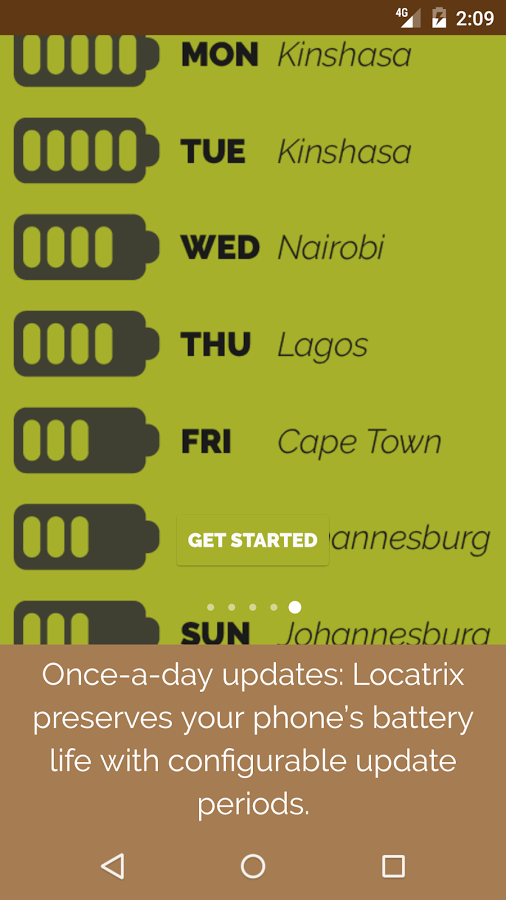 4G 2:09
MON Kinshasa
TUE Kinshasa
WED Nairobi
THU Lagos
FRI Cape Town
GET STARTED annesburg
SUN Johannesburg
Once-a-day updates: Locatrix
preserves your phone's battery
life with configurable update
periods.